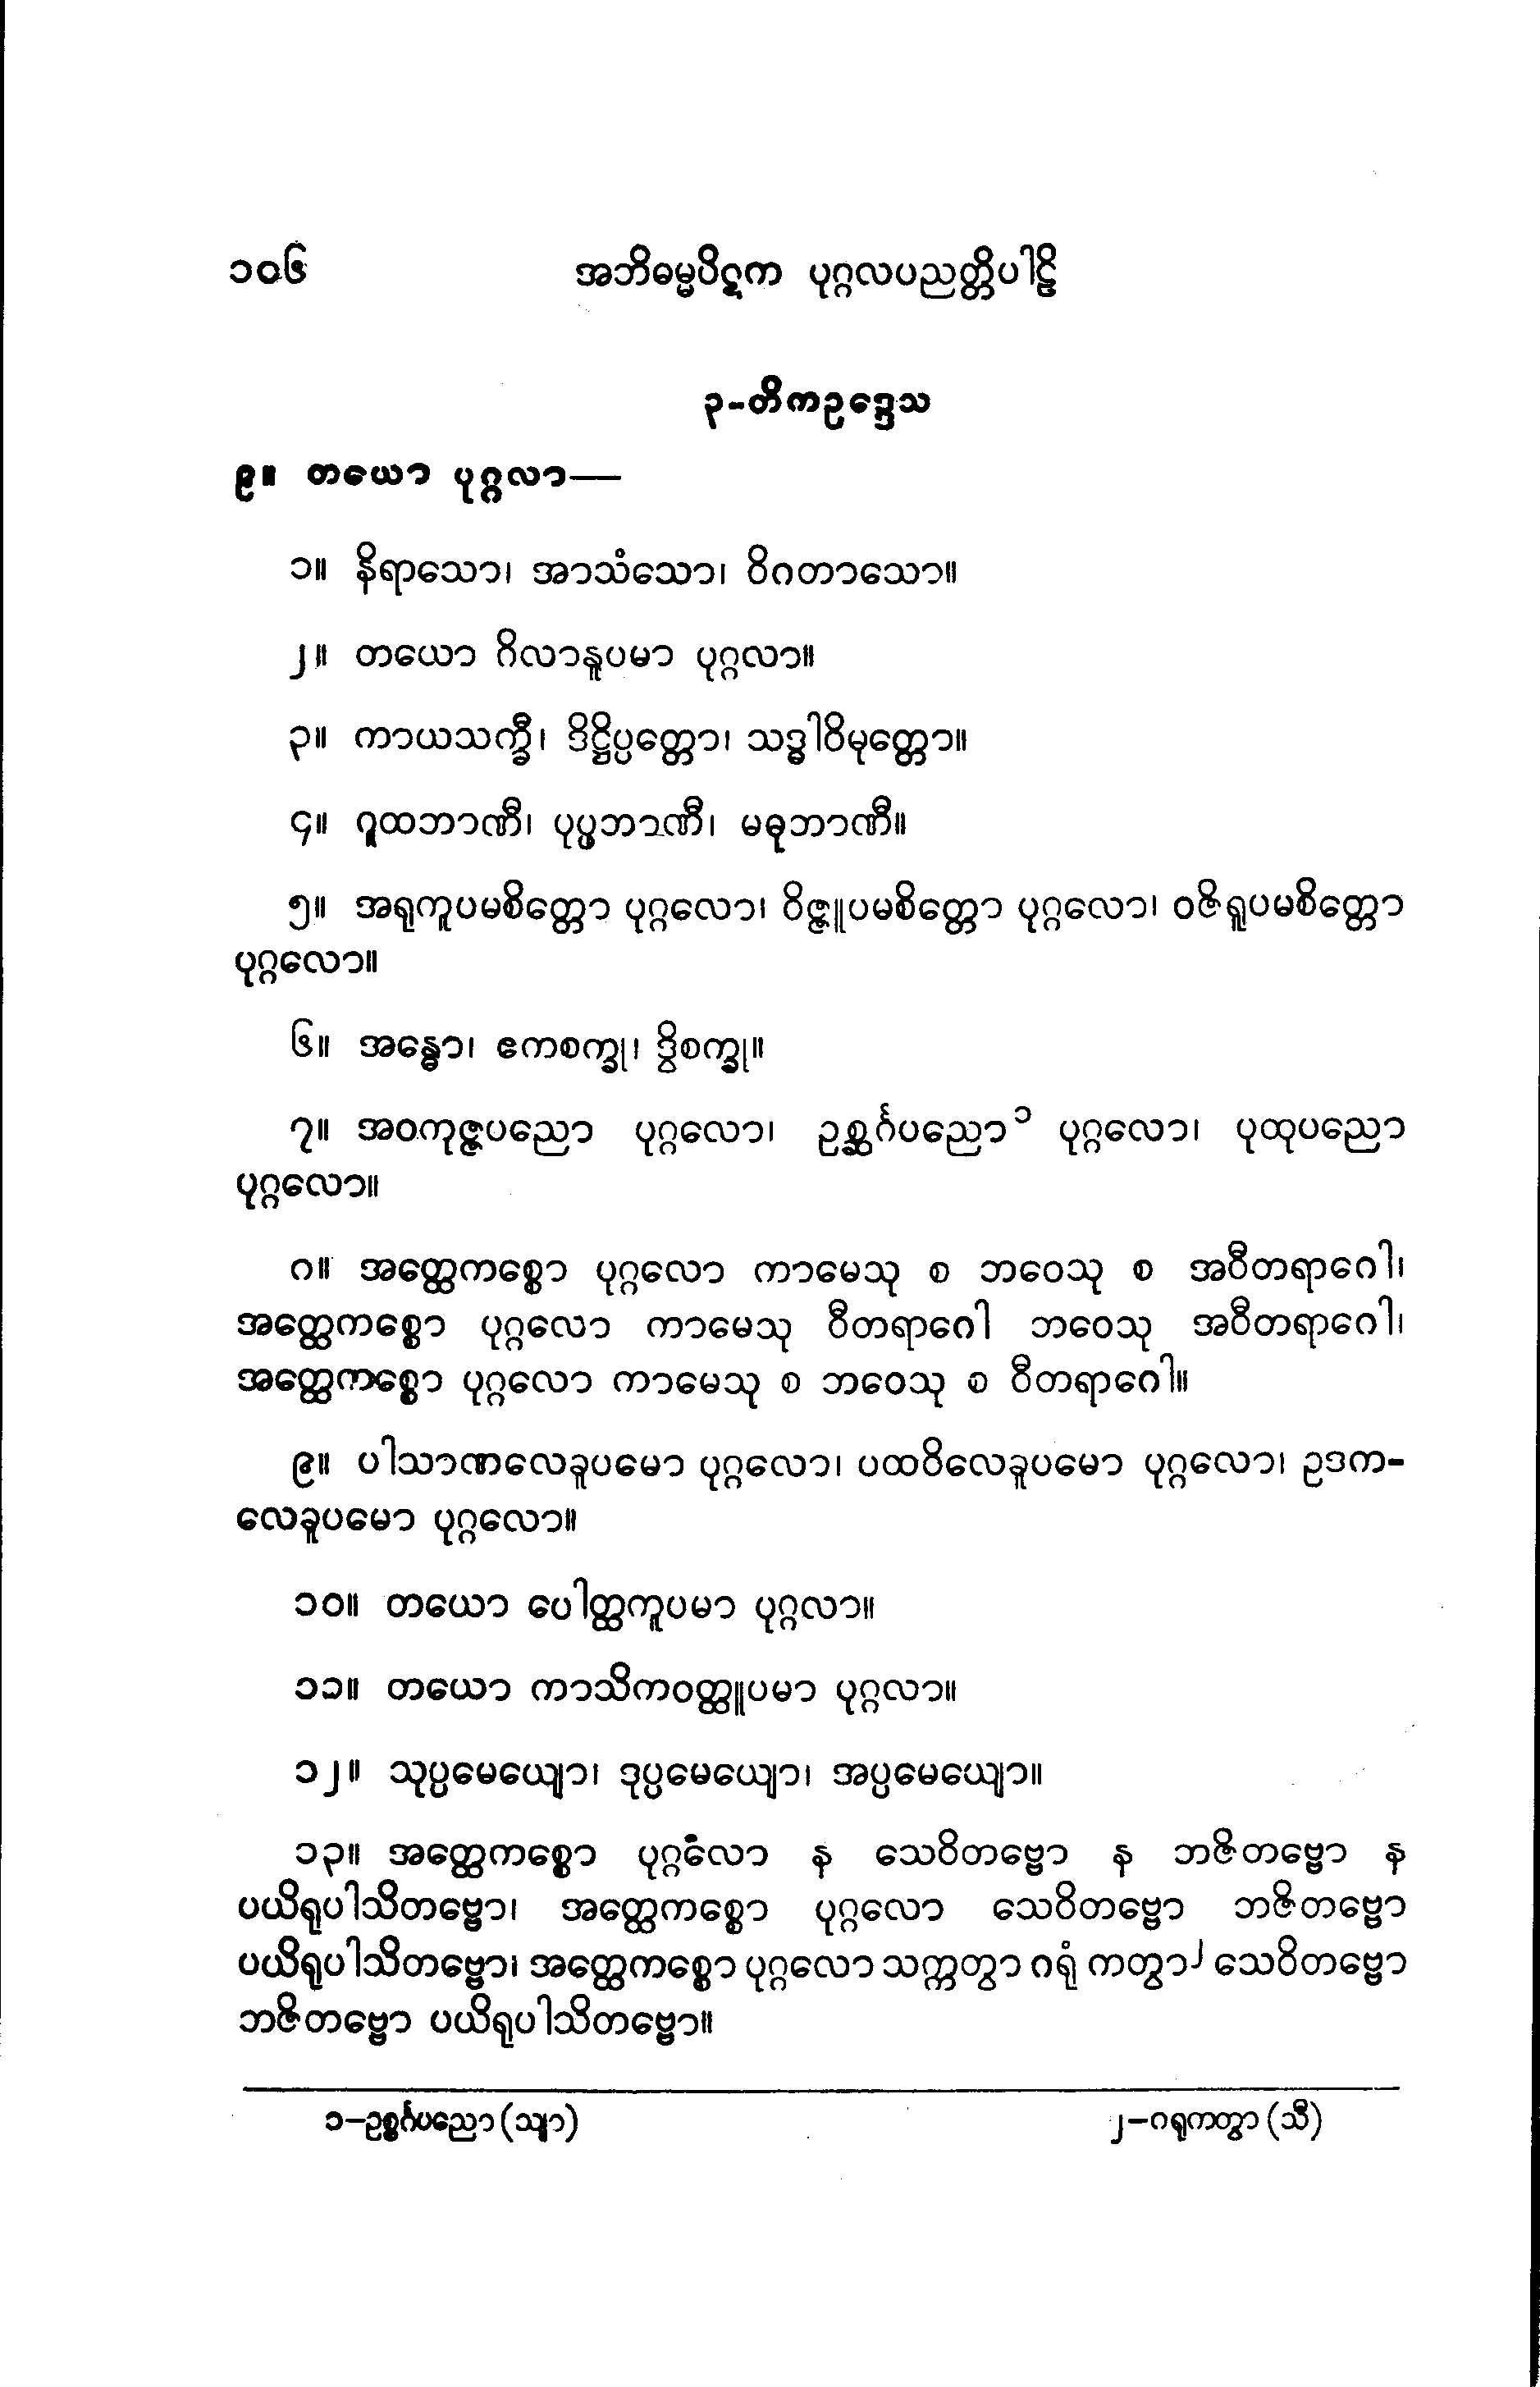 ၁၀၆ အဘိဓမ္မပိဋက ပုဂ္ဂလပညတ္တိပါဠိ
၃-တိကဥဒ္ဒေသ
၉။ တယော ပုဂ္ဂလာ—
၁။ နိရာသော၊ အာသံသော၊ ဝိဂတာသော။
၂။ တယော ဂိလာနူပမာ ပုဂ္ဂလာ။
၃။ ကာယသက္ခီ၊ ဒိဋ္ဌိပ္ပတ္တော၊ သဒ္ဓါဝိမုတ္တော။
၄။ ဂူထဘာဏီ၊ ပုပ္ဖဘာဏီ၊ မဓုဘာဏီ။
၅။ အရုကူပမစိတ္တော ပုဂ္ဂလော၊ ဝိဇ္ဇူပမစိတ္တော ပုဂ္ဂလော၊ ဝဇိရူပမစိတ္တော
ပုဂ္ဂလော။
၆။ အန္ဓော၊ ဧကစက္ခု၊ ဒွိစက္ခု။
၇။ အဝကုဇ္ဇပညော ပုဂ္ဂလော၊ ဥစ္ဆင်္ဂပညော၁ ပုဂ္ဂလော၊ ပုထုပညော
ပုဂ္ဂလော။
၈။ အတ္ထေကစ္စော ပုဂ္ဂလော ကာမေသု စ ဘဝေသု စ အဝီတရာဂေါ၊
အတ္ထေကစ္စော ပုဂ္ဂလော ကာမေသု ဝီတရာဂေါ ဘဝေသု အဝီတရာဂေါ၊
အတ္ထေကစ္စော ပုဂ္ဂလော ကာမေသု စ ဘဝေသု စ ဝီတရာဂေါ။
၉။ ပါသာဏလေခူပမော ပုဂ္ဂလော၊ ပထဝိလေခူပမော ပုဂ္ဂလော၊ ဥဒက-
လေခူပမော ပုဂ္ဂလော။
၁၀။ တယော ပေါတ္ထကူပမာ ပုဂ္ဂလာ။
၁၁။ တယော ကာသိကဝတ္ထူပမာ ပုဂ္ဂလာ။
၁၂။ သုပ္ပမေယျော၊ ဒုပ္ပမေယျော၊ အပ္ပမေယျော။
၁၃။ အတ္ထေကစ္စော ပုဂ္ဂလော န သေဝိတဗ္ဗော န ဘဇိတဗ္ဗော န
ပယိရုပါသိတဗ္ဗော၊ အတ္ထေကစ္စော ပုဂ္ဂလော သေဝိတဗ္ဗော ဘဇိတဗ္ဗော
ပယိရုပါသိတဗ္ဗော၊ အတ္ထေကစ္စော ပုဂ္ဂလော သက္ကတွာ ဂရုံ ကတွာ၂ သေဝိတဗ္ဗော
ဘဇိတဗ္ဗော ပယိရုပါသိတဗ္ဗော။
၁–ဥစ္စင်္ဂပညော (သျာ) ၂–ဂရုကတွာ (သီ)